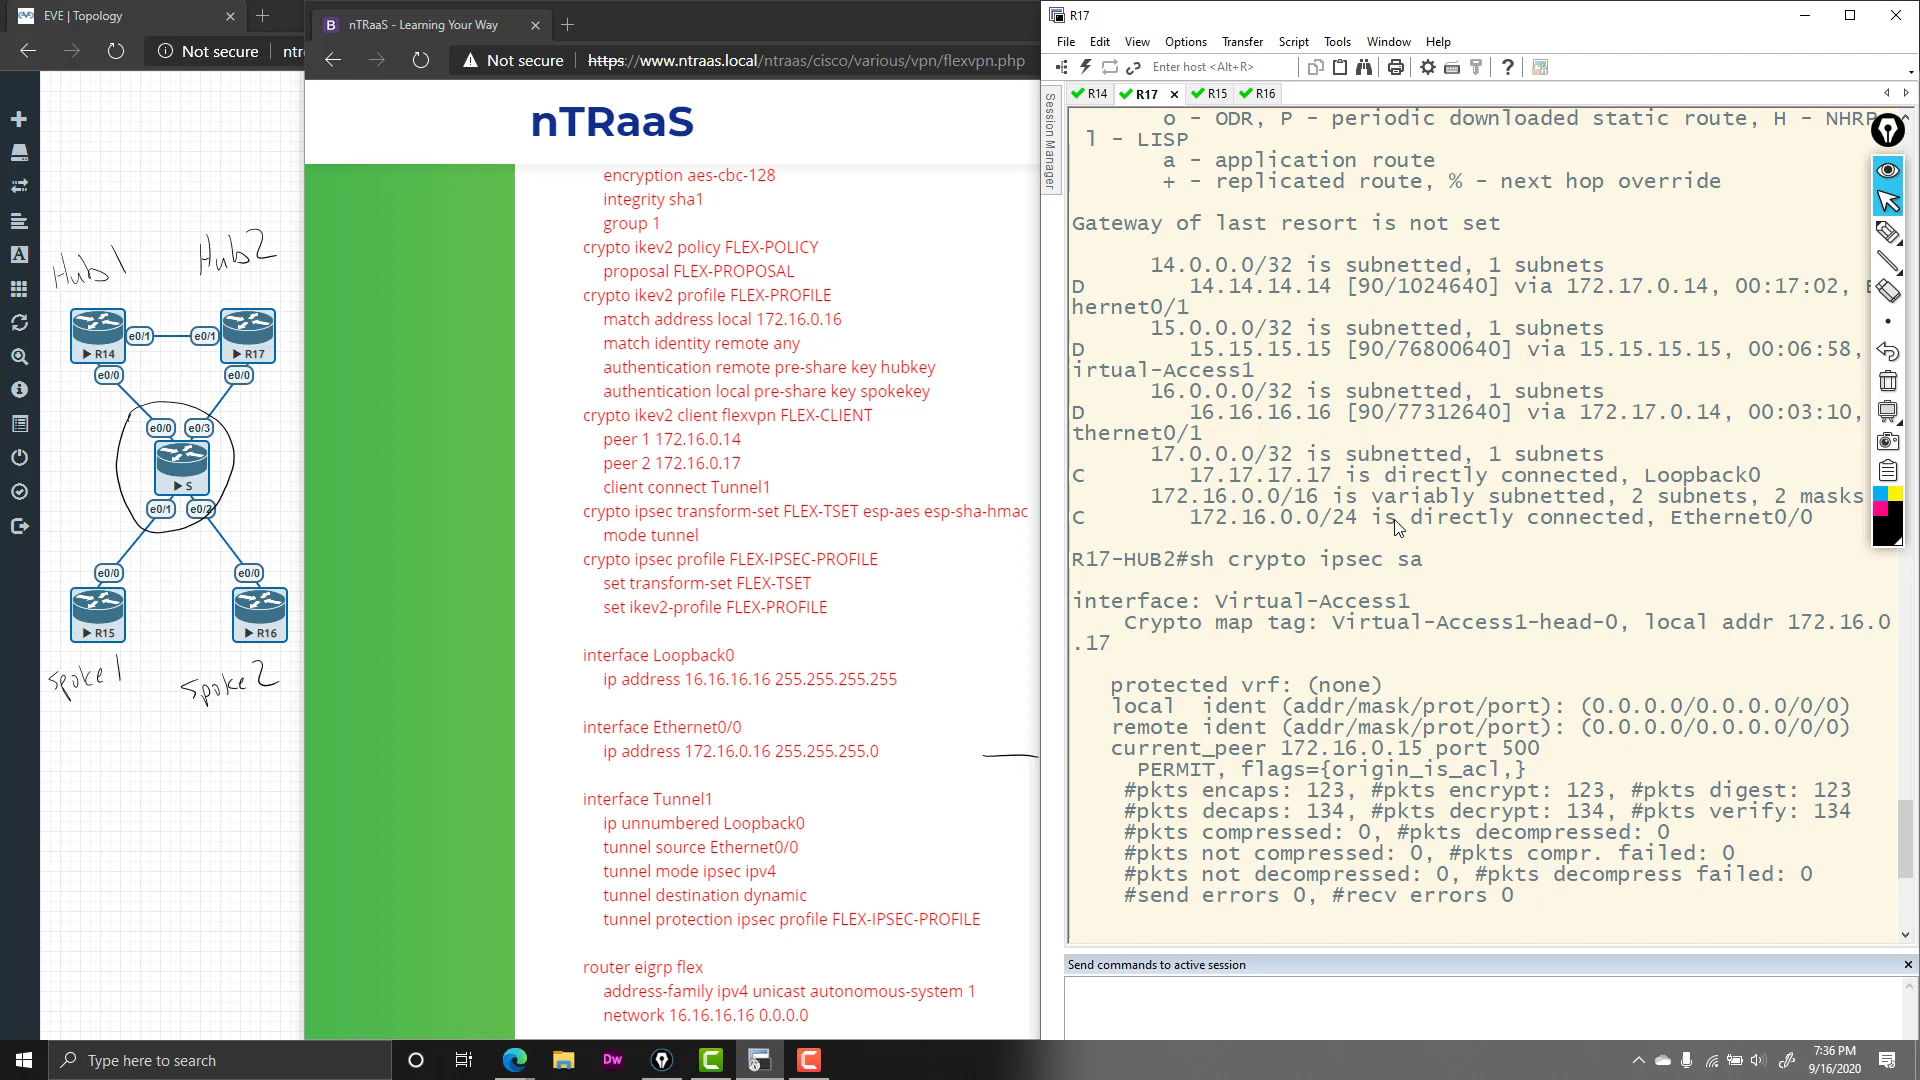 EVE | Topology
Not secure
ntr
Hub1
Hub2
e0/1
e0/1
R14
R17
e0/0
e0/0
e0/0
e0/3
S
e0/1
e0/2
e0/0
e0/0
R15
R16
Spoke1
Spoke2
nTRaaS - Learning Your Way
Not secure
https://www.ntraas.local/ntraas/cisco/various/vpn/flexvpn.php
nTRaaS
encryption aes-cbc-128
integrity sha1
group 1
crypto ikev2 policy FLEX-POLICY
proposal FLEX-PROPOSAL
crypto ikev2 profile FLEX-PROFILE
match address local 172.16.0.16
match identity remote any
authentication remote pre-share key hubkey
authentication local pre-share key spokekey
crypto ikev2 client flexvpn FLEX-CLIENT
peer 1 172.16.0.14
peer 2 172.16.0.17
client connect Tunnel1
crypto ipsec transform-set FLEX-TSET esp-aes esp-sha-hmac
mode tunnel
crypto ipsec profile FLEX-IPSEC-PROFILE
set transform-set FLEX-TSET
set ikev2-profile FLEX-PROFILE
interface Loopback0
ip address 16.16.16.16 255.255.255.255
interface Ethernet0/0
ip address 172.16.0.16 255.255.255.0
interface Tunnel1
ip unnumbered Loopback0
tunnel source Ethernet0/0
tunnel mode ipsec ipv4
tunnel destination dynamic
tunnel protection ipsec profile FLEX-IPSEC-PROFILE
router eigrp flex
address-family ipv4 unicast autonomous-system 1
network 16.16.16.16 0.0.0.0
R17
File Edit View Options Transfer Script Tools Window Help
Enter host <Alt+R>
Session Manager
R14 R17 R15 R16
o - ODR, P - periodic downloaded static route, H - NHRP
l - LISP
a - application route
+ - replicated route, % - next hop override
Gateway of last resort is not set
14.0.0.0/32 is subnetted, 1 subnets
D 14.14.14.14 [90/1024640] via 172.17.0.14, 00:17:02, E
hernet0/1
15.0.0.0/32 is subnetted, 1 subnets
D 15.15.15.15 [90/76800640] via 15.15.15.15, 00:06:58,
irtual-Access1
16.0.0.0/32 is subnetted, 1 subnets
D 16.16.16.16 [90/77312640] via 172.17.0.14, 00:03:10,
thernet0/1
17.0.0.0/32 is subnetted, 1 subnets
C 17.17.17.17 is directly connected, Loopback0
172.16.0.0/16 is variably subnetted, 2 subnets, 2 masks
C 172.16.0.0/24 is directly connected, Ethernet0/0
R17-HUB2#sh crypto ipsec sa
interface: Virtual-Access1
Crypto map tag: Virtual-Access1-head-0, local addr 172.16.0
.17
protected vrf: (none)
local ident (addr/mask/prot/port): (0.0.0.0/0.0.0.0/0/0)
remote ident (addr/mask/prot/port): (0.0.0.0/0.0.0.0/0/0)
current_peer 172.16.0.15 port 500
PERMIT, flags={origin_is_acl,}
#pkts encaps: 123, #pkts encrypt: 123, #pkts digest: 123
#pkts decaps: 134, #pkts decrypt: 134, #pkts verify: 134
#pkts compressed: 0, #pkts decompressed: 0
#pkts not compressed: 0, #pkts compr. failed: 0
#pkts not decompressed: 0, #pkts decompress failed: 0
#send errors 0, #recv errors 0
Send commands to active session
Type here to search
Dw
7:36 PM
9/16/2020